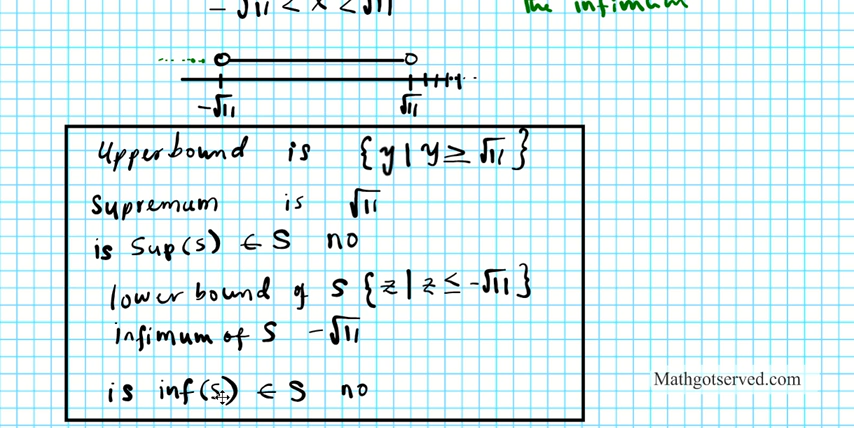 -√11 < x < √11
The infimum
-√11 √11
Upperbound is {y | y ≥ √11}
Supremum is √11
is Sup(s) ∈ S no
lower bound of S {z | z ≤ -√11}
infimum of S -√11
is inf(s) ∈ S no
Mathgotserved.com